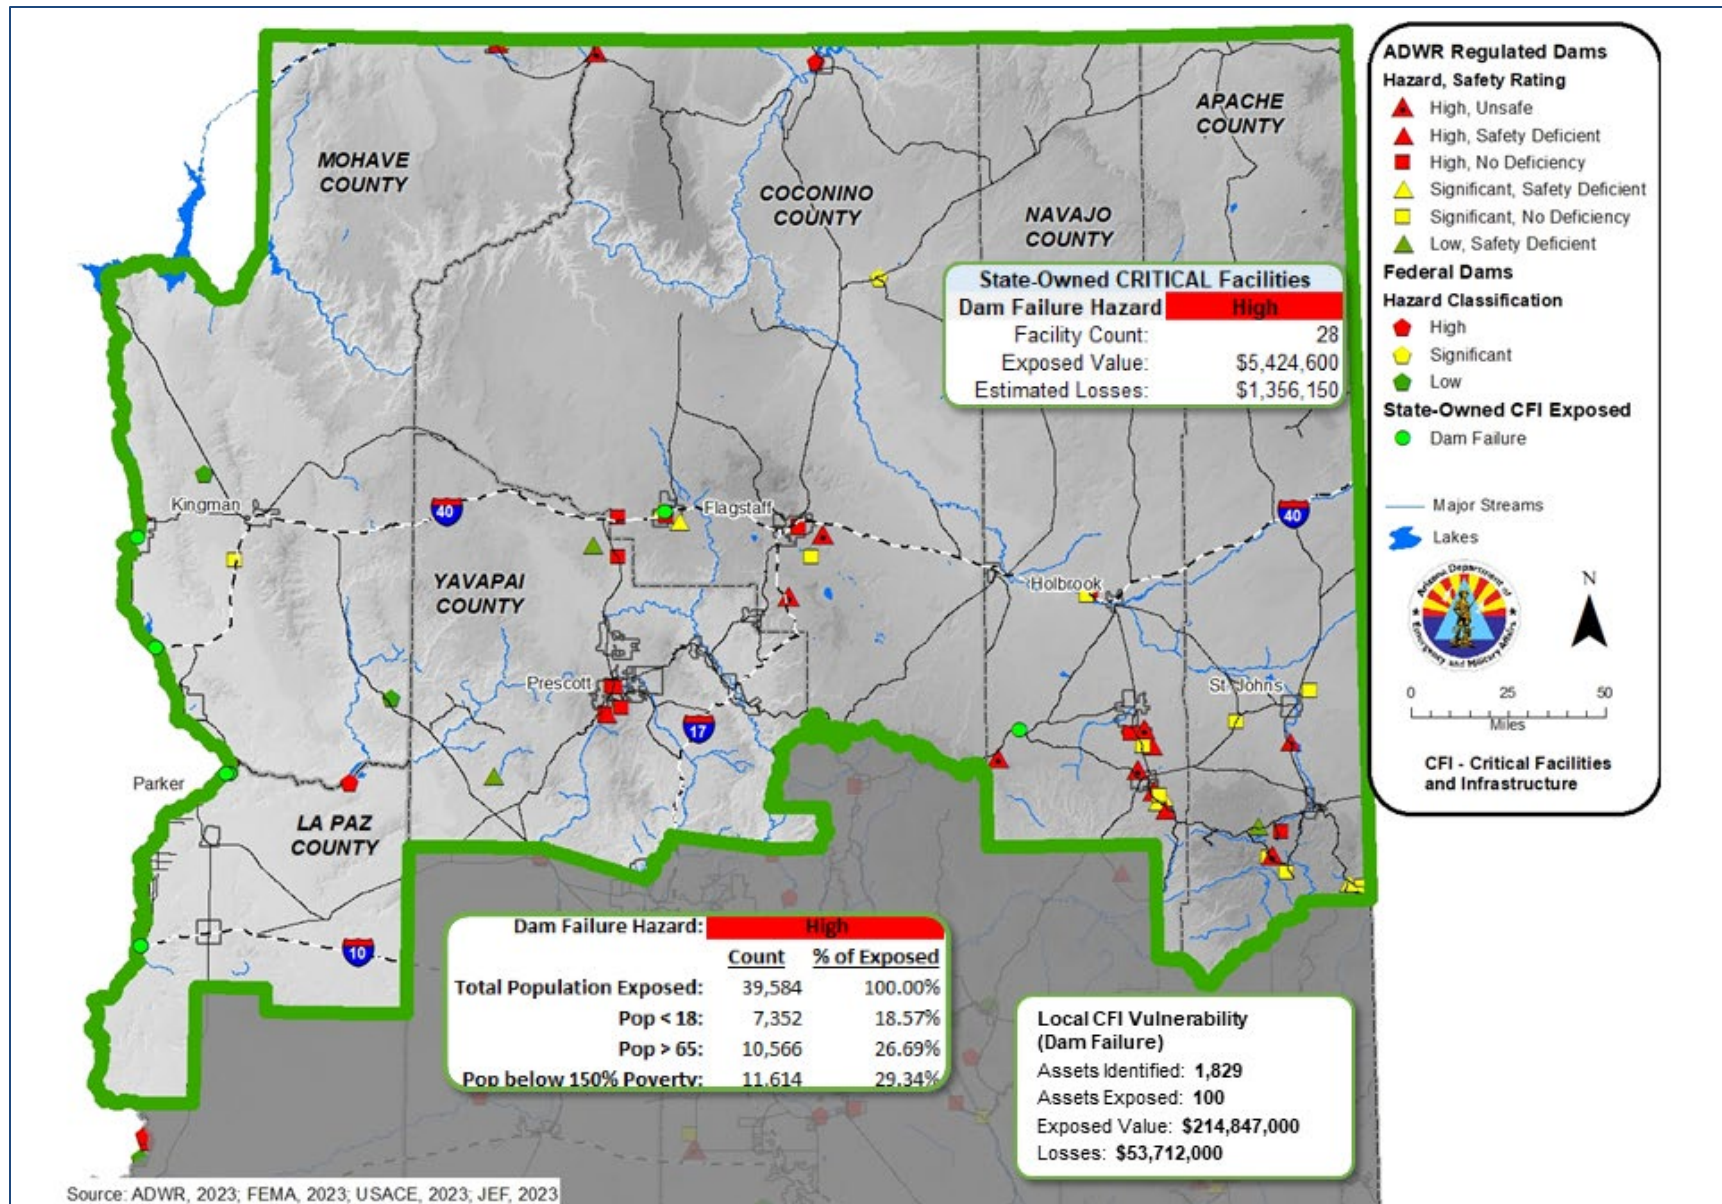 ADWR Regulated Dams
Hazard, Safety Rating
High, Unsafe
High, Safety Deficient
High, No Deficiency
Significant, Safety Deficient
Significant, No Deficiency
Low, Safety Deficient
Federal Dams
Hazard Classification
High
Significant
Low
State-Owned CFI Exposed
Dam Failure
Major Streams
Lakes
Arizona Department of
Emergency and Military Affairs
N
0 25 50
Miles
CFI - Critical Facilities
and Infrastructure
MOHAVE
COUNTY
COCONINO
COUNTY
NAVAJO
COUNTY
APACHE
COUNTY
State-Owned CRITICAL Facilities
Dam Failure Hazard High
Facility Count: 28
Exposed Value: $5,424,600
Estimated Losses: $1,356,150
Kingman
40
Flagstaff
40
YAVAPAI
COUNTY
Holbrook
Prescott
St. Johns
17
Parker
LA PAZ
COUNTY
10
Dam Failure Hazard: High
Count % of Exposed
Total Population Exposed: 39,584 100.00%
Pop < 18: 7,352 18.57%
Pop > 65: 10,566 26.69%
Pop below 150% Poverty: 11,614 29.34%
Local CFI Vulnerability
(Dam Failure)
Assets Identified: 1,829
Assets Exposed: 100
Exposed Value: $214,847,000
Losses: $53,712,000
Source: ADWR, 2023; FEMA, 2023; USACE, 2023; JEF, 2023